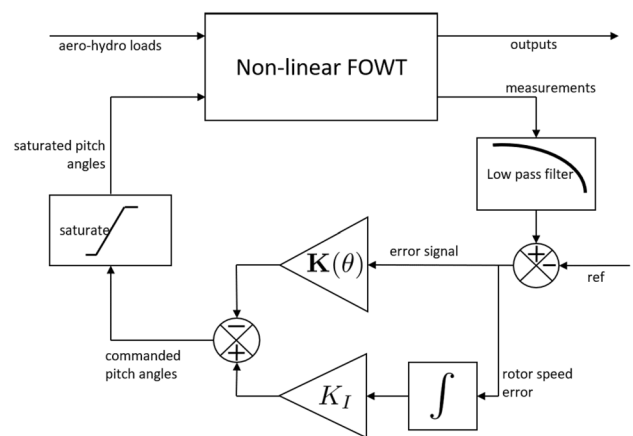 aero-hydro loads
Non-linear FOWT
outputs
measurements
saturated pitch
angles
Low pass filter
saturate
K(θ)
error signal
+
−
ref
−
+
commanded
pitch angles
K_I
∫
rotor speed
error